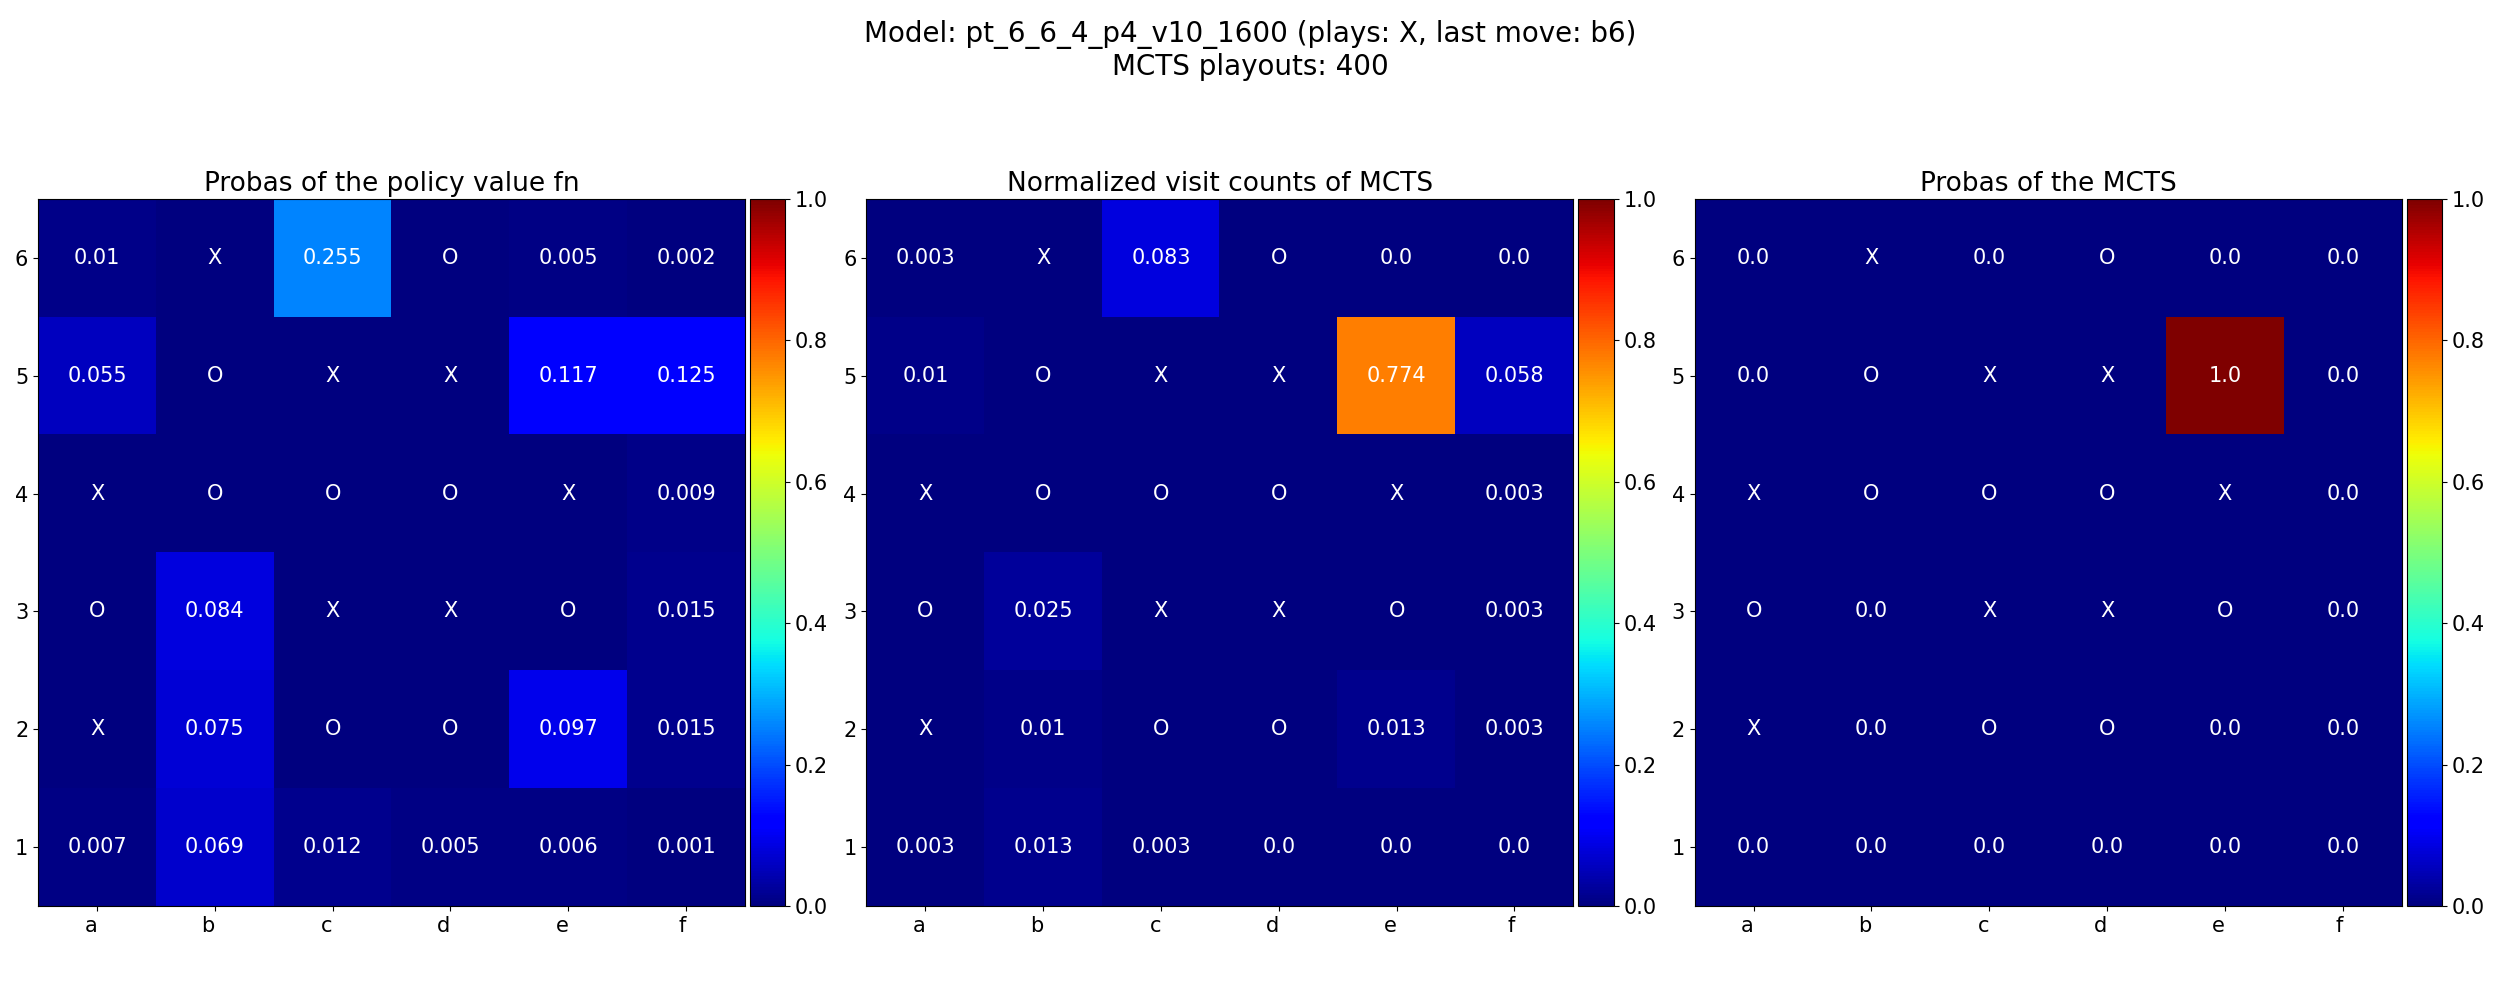 Model: pt_6_6_4_p4_v10_1600 (plays: X, last move: b6)
MCTS playouts: 400
Probas of the policy value fn
6 0.01 X 0.255 O 0.005 0.002
5 0.055 O X X 0.117 0.125
4 X O O O X 0.009
3 O 0.084 X X O 0.015
2 X 0.075 O O 0.097 0.015
1 0.007 0.069 0.012 0.005 0.006 0.001
a b c d e f
1.0
0.8
0.6
0.4
0.2
0.0
Normalized visit counts of MCTS
6 0.003 X 0.083 O 0.0 0.0
5 0.01 O X X 0.774 0.058
4 X O O O X 0.003
3 O 0.025 X X O 0.003
2 X 0.01 O O 0.013 0.003
1 0.003 0.013 0.003 0.0 0.0 0.0
a b c d e f
1.0
0.8
0.6
0.4
0.2
0.0
Probas of the MCTS
6 0.0 X 0.0 O 0.0 0.0
5 0.0 O X X 1.0 0.0
4 X O O O X 0.0
3 O 0.0 X X O 0.0
2 X 0.0 O O 0.0 0.0
1 0.0 0.0 0.0 0.0 0.0 0.0
a b c d e f
1.0
0.8
0.6
0.4
0.2
0.0